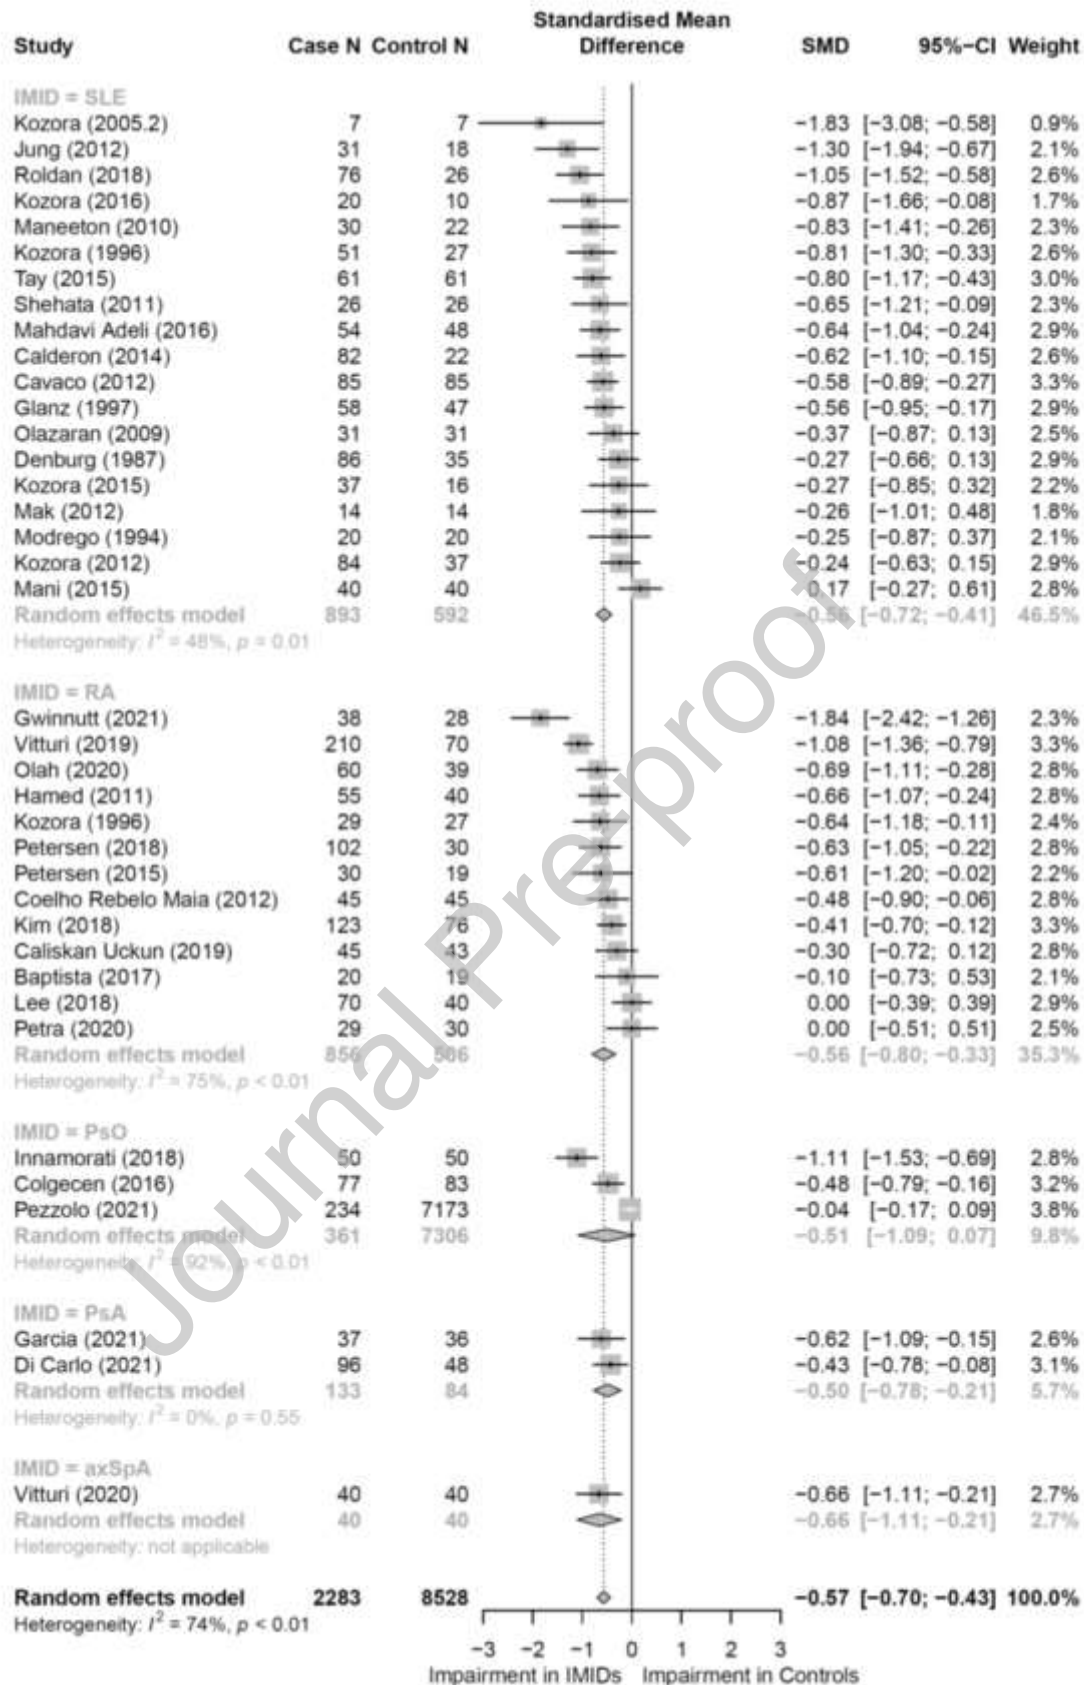 Standardised Mean
Study Case N Control N Difference SMD 95%−CI Weight
IMID = SLE
Kozora (2005.2) 7 7 −1.83 [−3.08; −0.58] 0.9%
Jung (2012) 31 18 −1.30 [−1.94; −0.67] 2.1%
Roldan (2018) 76 26 −1.05 [−1.52; −0.58] 2.6%
Kozora (2016) 20 10 −0.87 [−1.66; −0.08] 1.7%
Maneeton (2010) 30 22 −0.83 [−1.41; −0.26] 2.3%
Kozora (1996) 51 27 −0.81 [−1.30; −0.33] 2.6%
Tay (2015) 61 61 −0.80 [−1.17; −0.43] 3.0%
Shehata (2011) 26 26 −0.65 [−1.21; −0.09] 2.3%
Mahdavi Adeli (2016) 54 48 −0.64 [−1.04; −0.24] 2.9%
Calderon (2014) 82 22 −0.62 [−1.10; −0.15] 2.6%
Cavaco (2012) 85 85 −0.58 [−0.89; −0.27] 3.3%
Glanz (1997) 58 47 −0.56 [−0.95; −0.17] 2.9%
Olazaran (2009) 31 31 −0.37 [−0.87; 0.13] 2.5%
Denburg (1987) 86 35 −0.27 [−0.66; 0.13] 2.9%
Kozora (2015) 37 16 −0.27 [−0.85; 0.32] 2.2%
Mak (2012) 14 14 −0.26 [−1.01; 0.48] 1.8%
Modrego (1994) 20 20 −0.25 [−0.87; 0.37] 2.1%
Kozora (2012) 84 37 −0.24 [−0.63; 0.15] 2.9%
Mani (2015) 40 40 0.17 [−0.27; 0.61] 2.8%
Random effects model 893 592 −0.56 [−0.72; −0.41] 46.5%
Heterogeneity: I² = 48%, p = 0.01
IMID = RA
Gwinnutt (2021) 38 28 −1.84 [−2.42; −1.26] 2.3%
Vitturi (2019) 210 70 −1.08 [−1.36; −0.79] 3.3%
Olah (2020) 60 39 −0.69 [−1.11; −0.28] 2.8%
Hamed (2011) 55 40 −0.66 [−1.07; −0.24] 2.8%
Kozora (1996) 29 27 −0.64 [−1.18; −0.11] 2.4%
Petersen (2018) 102 30 −0.63 [−1.05; −0.22] 2.8%
Petersen (2015) 30 19 −0.61 [−1.20; −0.02] 2.2%
Coelho Rebelo Maia (2012) 45 45 −0.48 [−0.90; −0.06] 2.8%
Kim (2018) 123 76 −0.41 [−0.70; −0.12] 3.3%
Caliskan Uckun (2019) 45 43 −0.30 [−0.72; 0.12] 2.8%
Baptista (2017) 20 19 −0.10 [−0.73; 0.53] 2.1%
Lee (2018) 70 40 0.00 [−0.39; 0.39] 2.9%
Petra (2020) 29 30 0.00 [−0.51; 0.51] 2.5%
Random effects model 856 506 −0.56 [−0.80; −0.33] 35.3%
Heterogeneity: I² = 75%, p < 0.01
IMID = PsO
Innamorati (2018) 50 50 −1.11 [−1.53; −0.69] 2.8%
Colgecen (2016) 77 83 −0.48 [−0.79; −0.16] 3.2%
Pezzolo (2021) 234 7173 −0.04 [−0.17; 0.09] 3.8%
Random effects model 361 7306 −0.51 [−1.09; 0.07] 9.8%
Heterogeneity: I² = 92%, p < 0.01
IMID = PsA
Garcia (2021) 37 36 −0.62 [−1.09; −0.15] 2.6%
Di Carlo (2021) 96 48 −0.43 [−0.78; −0.08] 3.1%
Random effects model 133 84 −0.50 [−0.78; −0.21] 5.7%
Heterogeneity: I² = 0%, p = 0.55
IMID = axSpA
Vitturi (2020) 40 40 −0.66 [−1.11; −0.21] 2.7%
Random effects model 40 40 −0.66 [−1.11; −0.21] 2.7%
Heterogeneity: not applicable
Random effects model 2283 8528 −0.57 [−0.70; −0.43] 100.0%
Heterogeneity: I² = 74%, p < 0.01
−3 −2 −1 0 1 2 3
Impairment in IMIDs Impairment in Controls
Journal Pre-proof